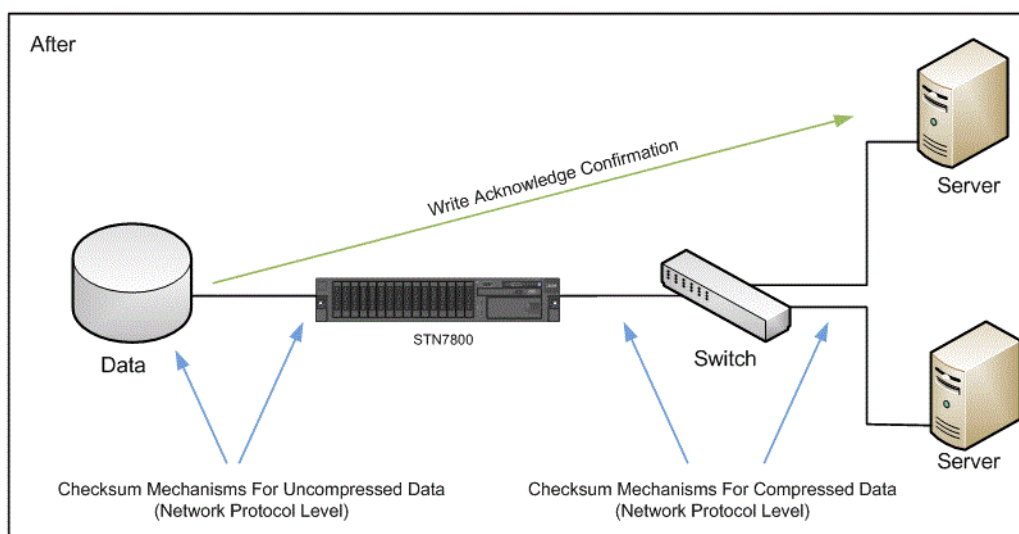 After
Write Acknowledge Confirmation
Server
Data
STN7800
Switch
Server
Checksum Mechanisms For Uncompressed Data
(Network Protocol Level)
Checksum Mechanisms For Compressed Data
(Network Protocol Level)